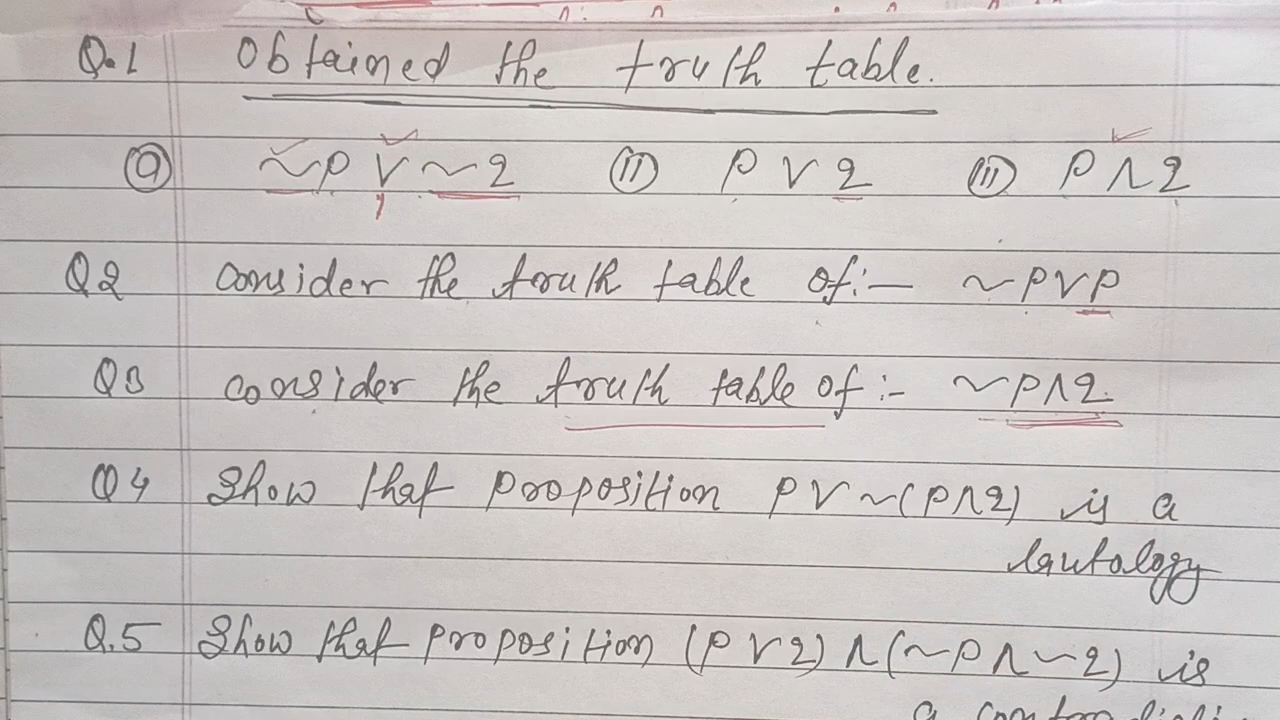 Q.1 Obtained the truth table.
(a) ~p ∨ ~q (ii) p ∨ q (iii) p ∧ q
Q2 Consider the truth table of:- ~p∨p
Q3 Consider the truth table of:- ~p∧q.
Q4 Show that proposition p∨~(p∧q) is a
tautology
Q.5 Show that proposition (p∨q)∧(~p∧~q) is
a